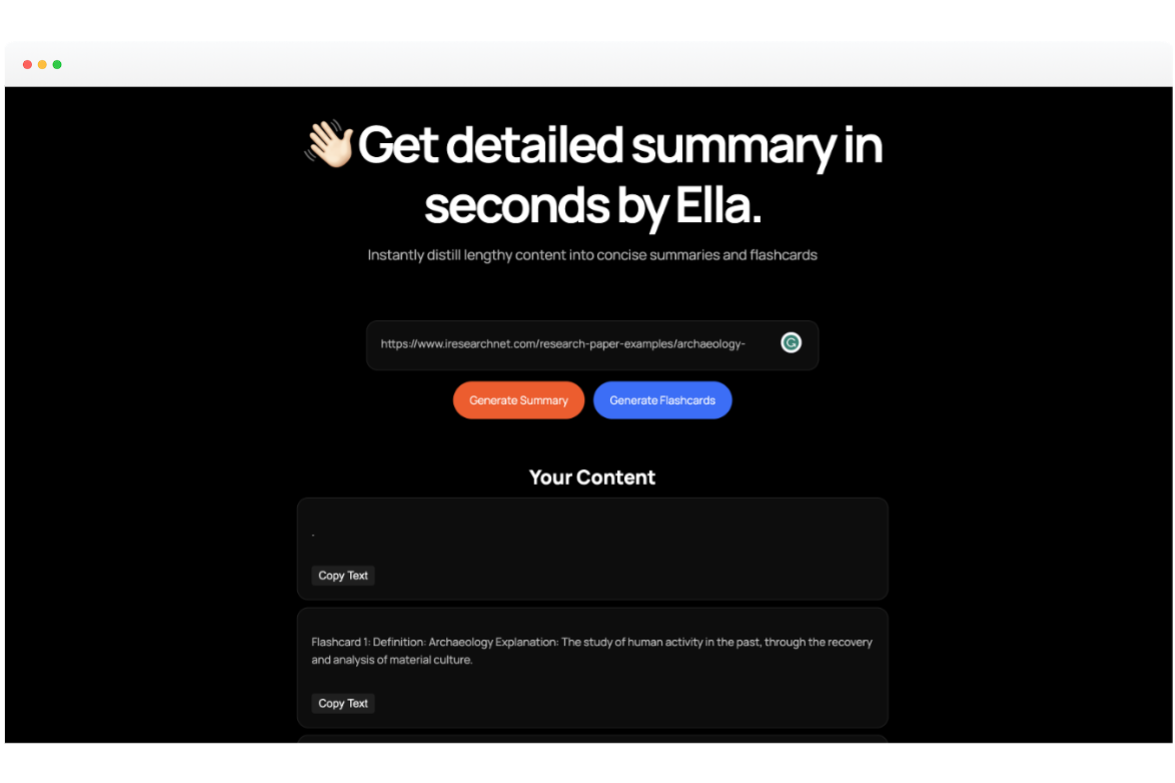 👋🏻Get detailed summary in
seconds by Ella.
Instantly distill lengthy content into concise summaries and flashcards
https://www.iresearchnet.com/research-paper-examples/archaeology-
Generate Summary
Generate Flashcards
Your Content
.
Copy Text
Flashcard 1: Definition: Archaeology Explanation: The study of human activity in the past, through the recovery
and analysis of material culture.
Copy Text